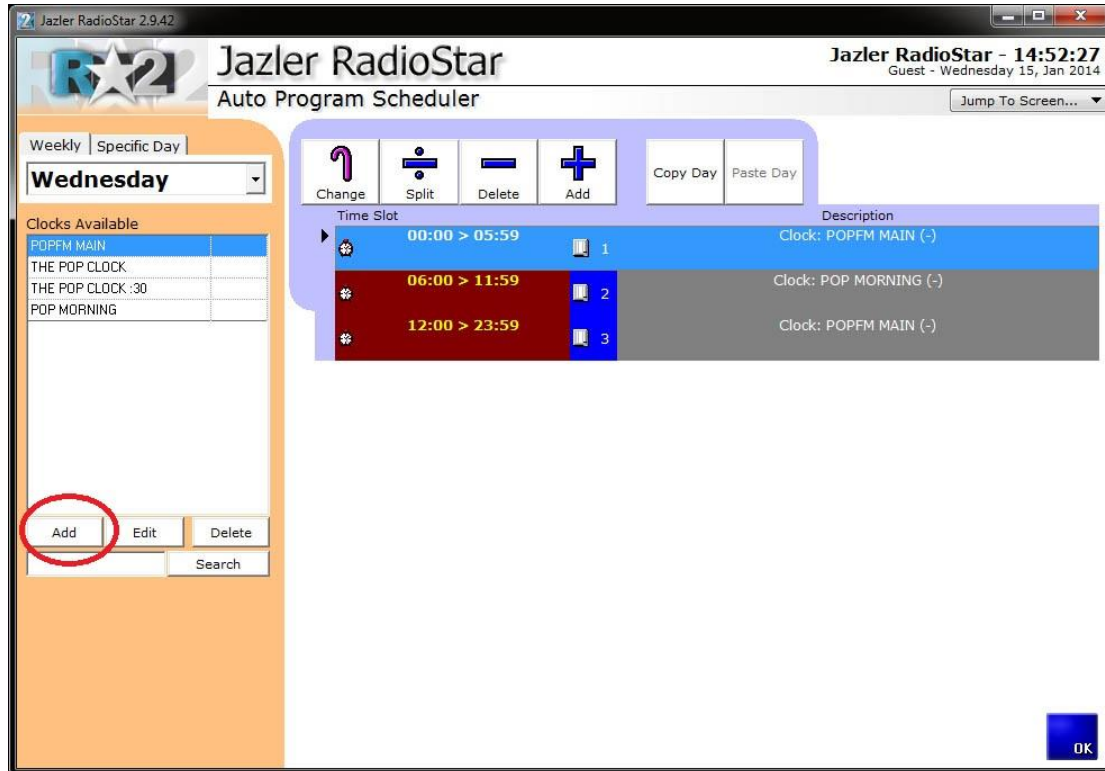 Jazler RadioStar 2.9.42
R 2
Jazler RadioStar
Jazler RadioStar - 14:52:27
Guest - Wednesday 15, Jan 2014
Auto Program Scheduler
Jump To Screen...
Weekly Specific Day
Wednesday
Clocks Available
POPFM MAIN
THE POP CLOCK
THE POP CLOCK :30
POP MORNING
Add Edit Delete
Search
Change Split Delete Add Copy Day Paste Day
Time Slot Description
00:00 > 05:59 1 Clock: POPFM MAIN (-)
06:00 > 11:59 2 Clock: POP MORNING (-)
12:00 > 23:59 3 Clock: POPFM MAIN (-)
OK